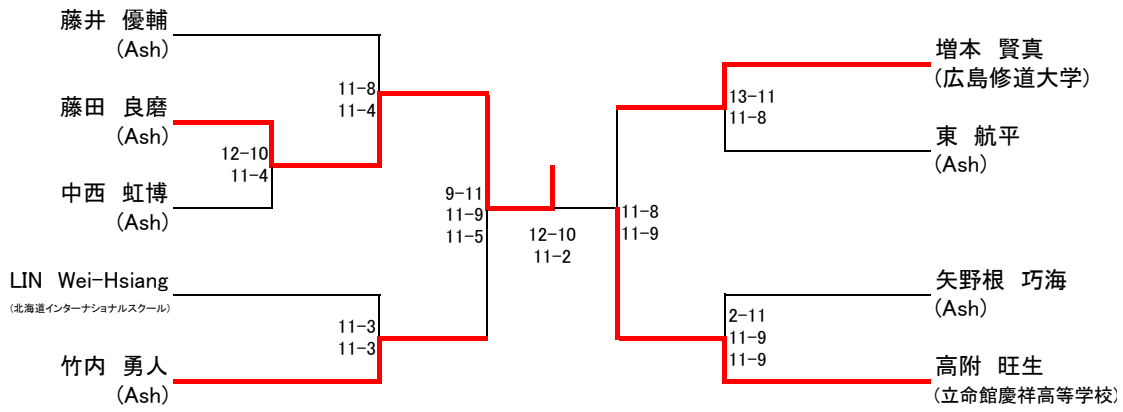 藤井 優輔
(Ash)
藤田 良磨
(Ash)
中西 虹博
(Ash)
LIN Wei-Hsiang
(北海道インターナショナルスクール)
竹内 勇人
(Ash)
11-8
11-4
12-10
11-4
11-3
11-3
9-11
11-9
11-5
12-10
11-2
11-8
11-9
13-11
11-8
2-11
11-9
11-9
増本 賢真
(広島修道大学)
東 航平
(Ash)
矢野根 巧海
(Ash)
高附 旺生
(立命館慶祥高等学校)